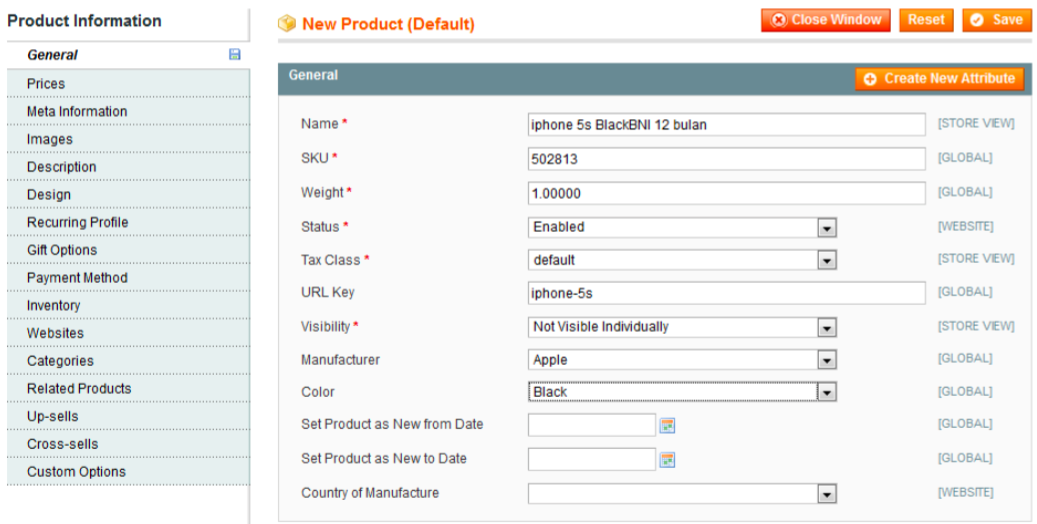 Product Information
General
Prices
Meta Information
Images
Description
Design
Recurring Profile
Gift Options
Payment Method
Inventory
Websites
Categories
Related Products
Up-sells
Cross-sells
Custom Options
New Product (Default)
Close Window Reset Save
General Create New Attribute
Name * iphone 5s BlackBNI 12 bulan [STORE VIEW]
SKU * 502813 [GLOBAL]
Weight * 1.00000 [GLOBAL]
Status * Enabled [WEBSITE]
Tax Class * default [STORE VIEW]
URL Key iphone-5s [GLOBAL]
Visibility * Not Visible Individually [STORE VIEW]
Manufacturer Apple [GLOBAL]
Color Black [GLOBAL]
Set Product as New from Date [GLOBAL]
Set Product as New to Date [GLOBAL]
Country of Manufacture [WEBSITE]